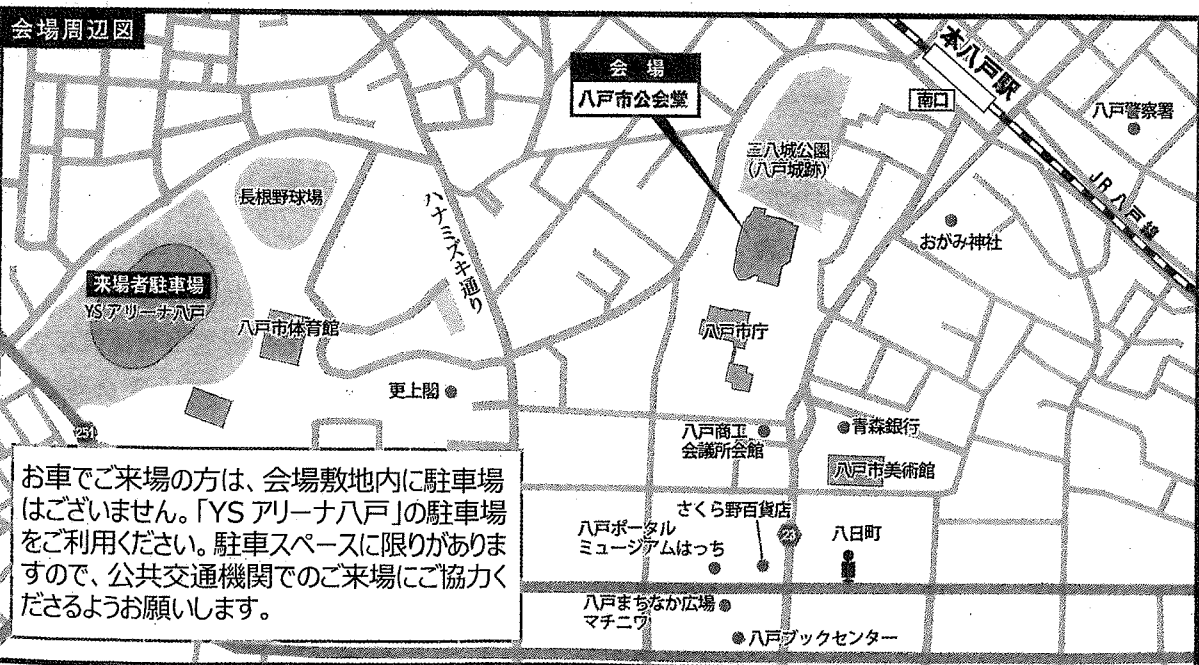 会場周辺図
会 場
八戸市公会堂
本八戸駅
南口
八戸警察署
三八城公園
(八戸城跡)
JR八戸線
長根野球場
ハナミズキ通り
おがみ神社
来場者駐車場
YSアリーナ八戸
八戸市体育館
八戸市庁
更上閣
251
八戸商工
会議所会館
青森銀行
八戸市美術館
お車でご来場の方は、会場敷地内に駐車場
はございません。「YSアリーナ八戸」の駐車場
をご利用ください。駐車スペースに限りがありま
すので、公共交通機関でのご来場にご協力く
ださるようお願いします。
さくら野百貨店
八戸ポータル
ミュージアムはっち
23
八日町
八戸まちなか広場
マチニワ
八戸ブックセンター